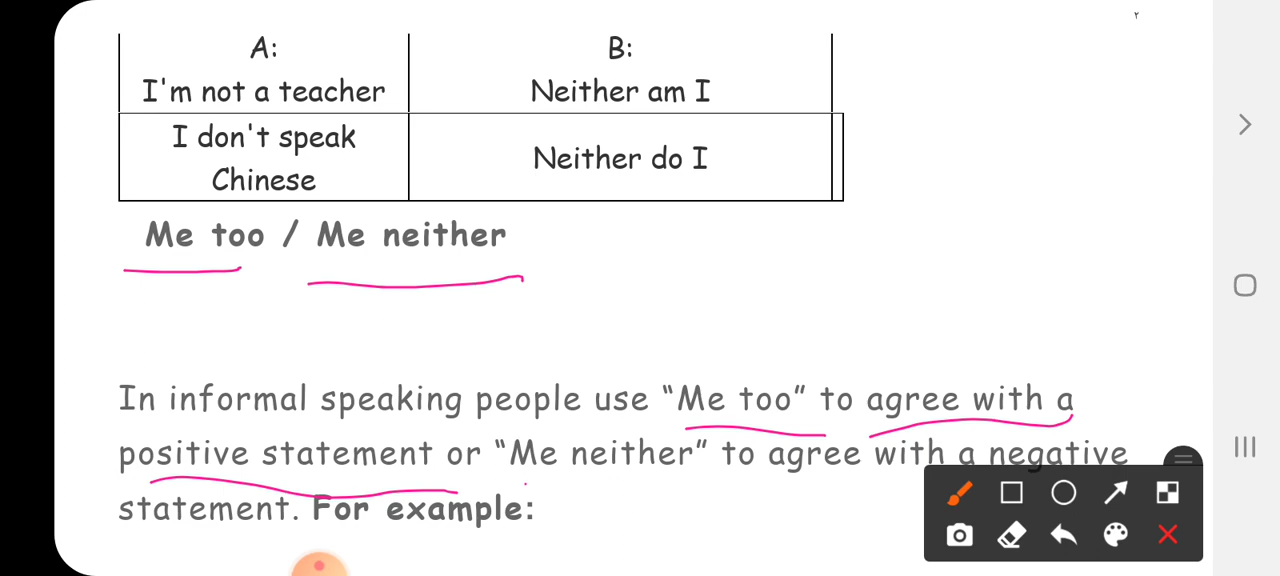 ٢
A: B:
I'm not a teacher Neither am I
I don't speak
Chinese
Neither do I
Me too / Me neither
In informal speaking people use “Me too” to agree with a
positive statement or “Me neither” to agree with a negative
statement. For example: